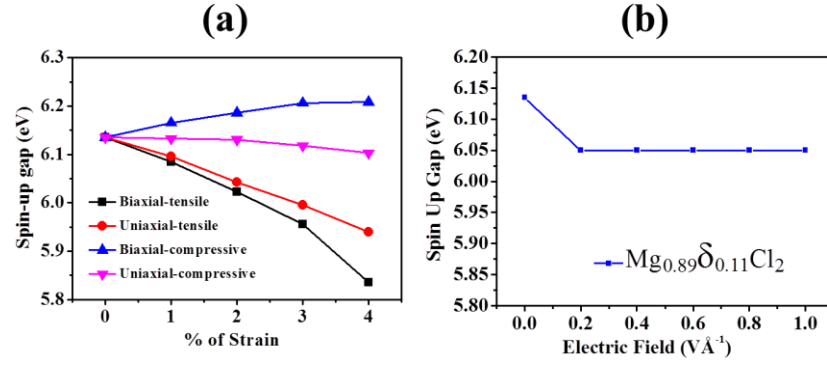 (a)
6.3
6.2
6.1
6.0
5.9
5.8
Spin-up gap (eV)
Biaxial-tensile
Uniaxial-tensile
Biaxial-compressive
Uniaxial-compressive
0 1 2 3 4
% of Strain
(b)
6.20
6.15
6.10
6.05
6.00
5.95
5.90
5.85
5.80
Spin Up Gap (eV)
Mg0.89δ0.11Cl2
0.0 0.2 0.4 0.6 0.8 1.0
Electric Field (VÅ-1)